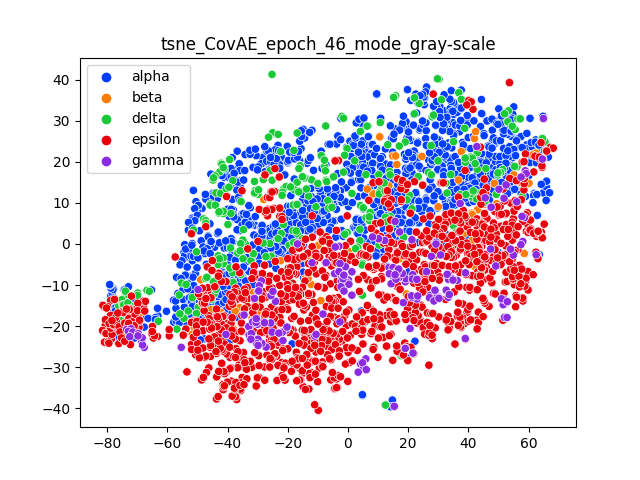 tsne_CovAE_epoch_46_mode_gray-scale
alpha
beta
delta
epsilon
gamma
40
30
20
10
0
−10
−20
−30
−40
−80 −60 −40 −20 0 20 40 60